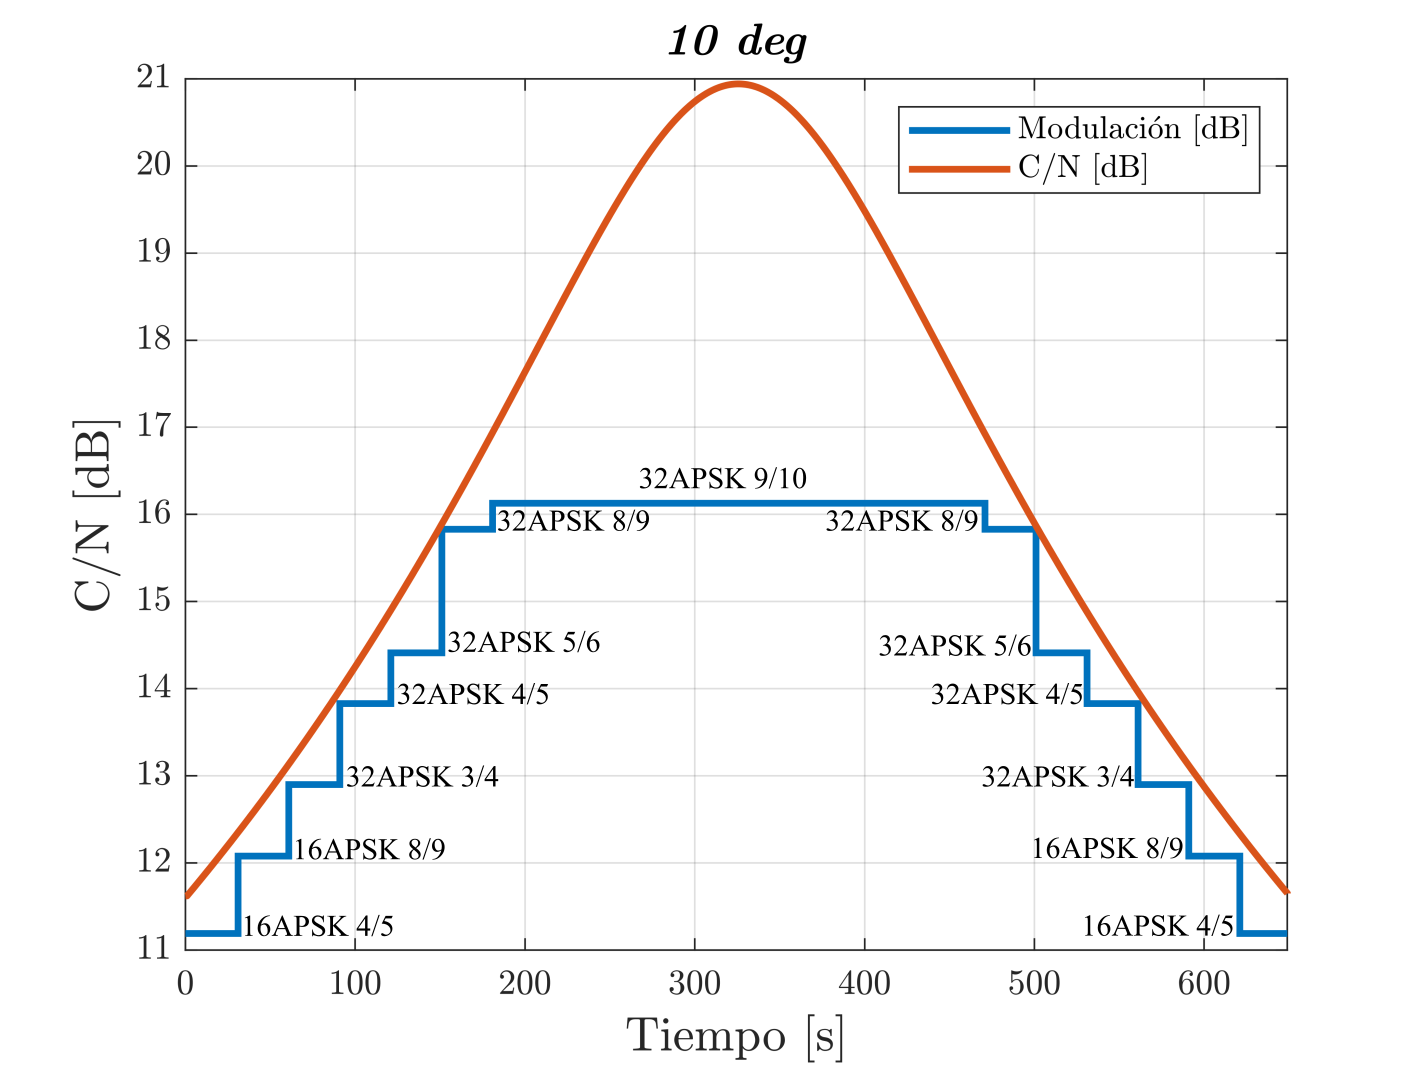 10 deg
21
20
19
18
17
16
15
14
13
12
11
C/N [dB]
Modulación [dB]
C/N [dB]
32APSK 9/10
32APSK 8/9
32APSK 8/9
32APSK 5/6
32APSK 5/6
32APSK 4/5
32APSK 4/5
32APSK 3/4
32APSK 3/4
16APSK 8/9
16APSK 8/9
16APSK 4/5
16APSK 4/5
0 100 200 300 400 500 600
Tiempo [s]